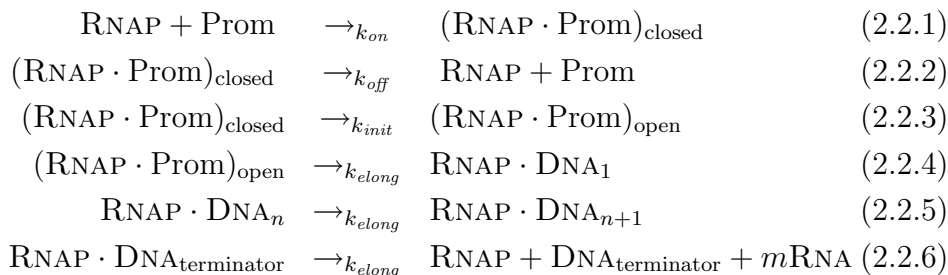 RNAP + Prom →k_on (RNAP · Prom)closed (2.2.1)
(RNAP · Prom)closed →k_off RNAP + Prom (2.2.2)
(RNAP · Prom)closed →k_init (RNAP · Prom)open (2.2.3)
(RNAP · Prom)open →k_elong RNAP · DNA₁ (2.2.4)
RNAP · DNAₙ →k_elong RNAP · DNAₙ₊₁ (2.2.5)
RNAP · DNAterminator →k_elong RNAP + DNAterminator + mRNA (2.2.6)